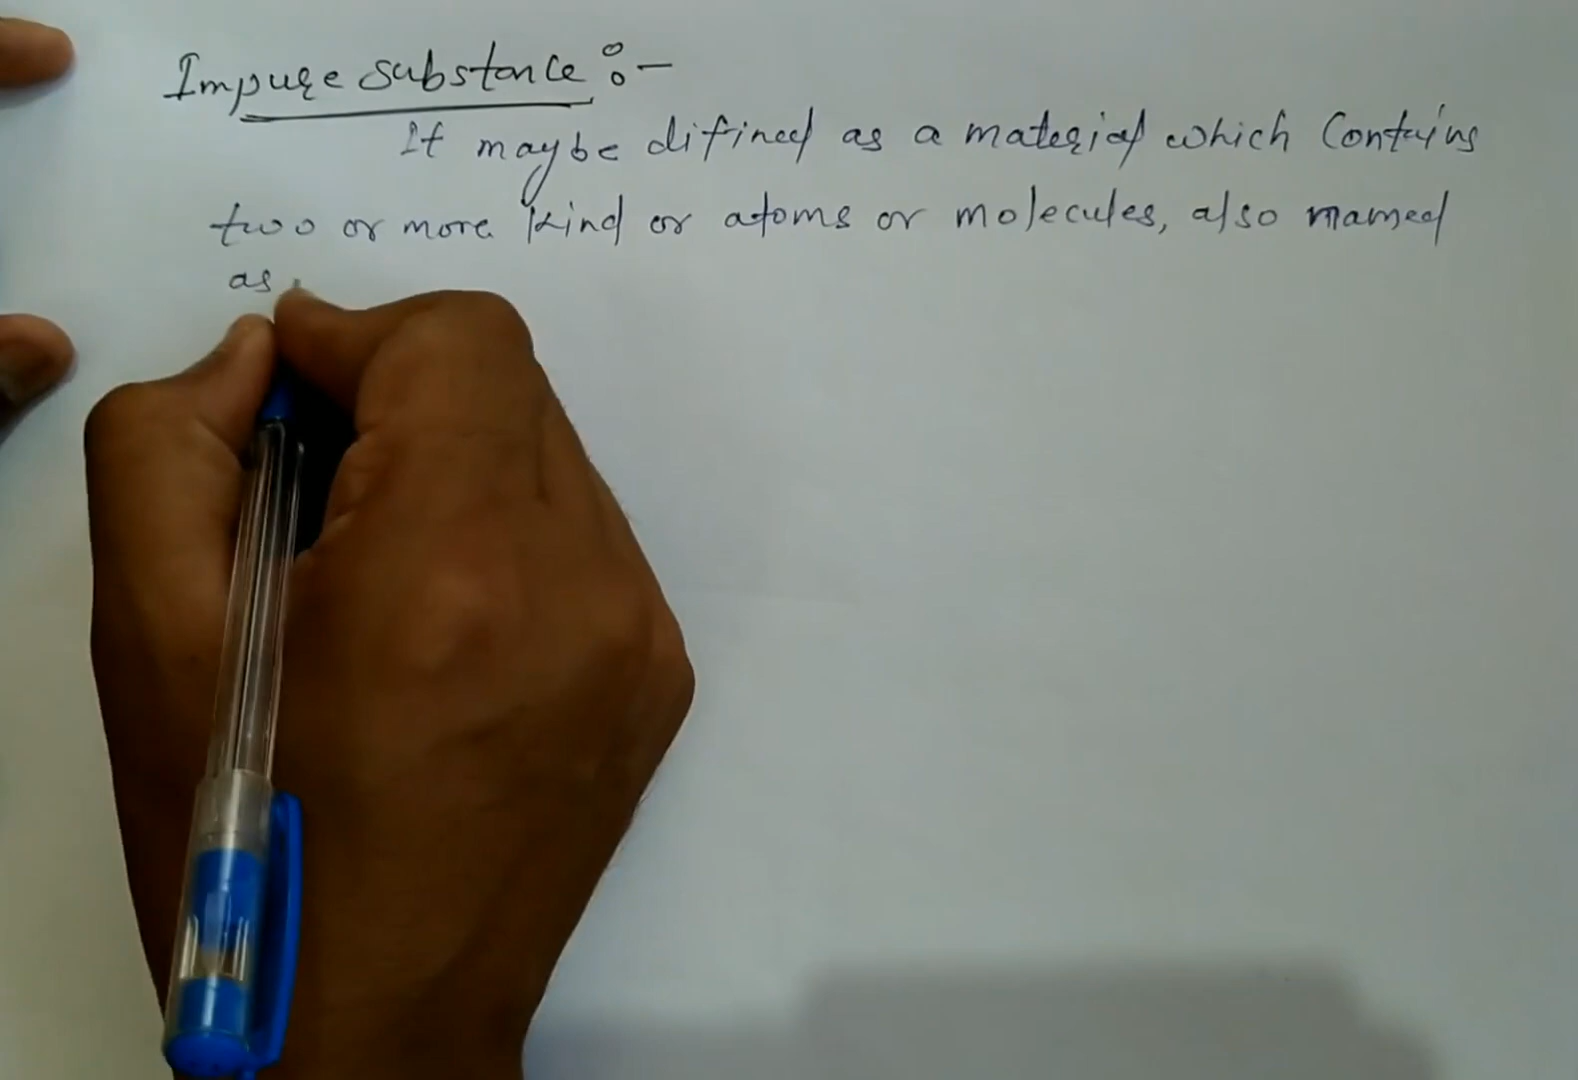 Impure substance :-
It maybe difined as a material which Contains
two or more kind or atoms or molecules, also named
as